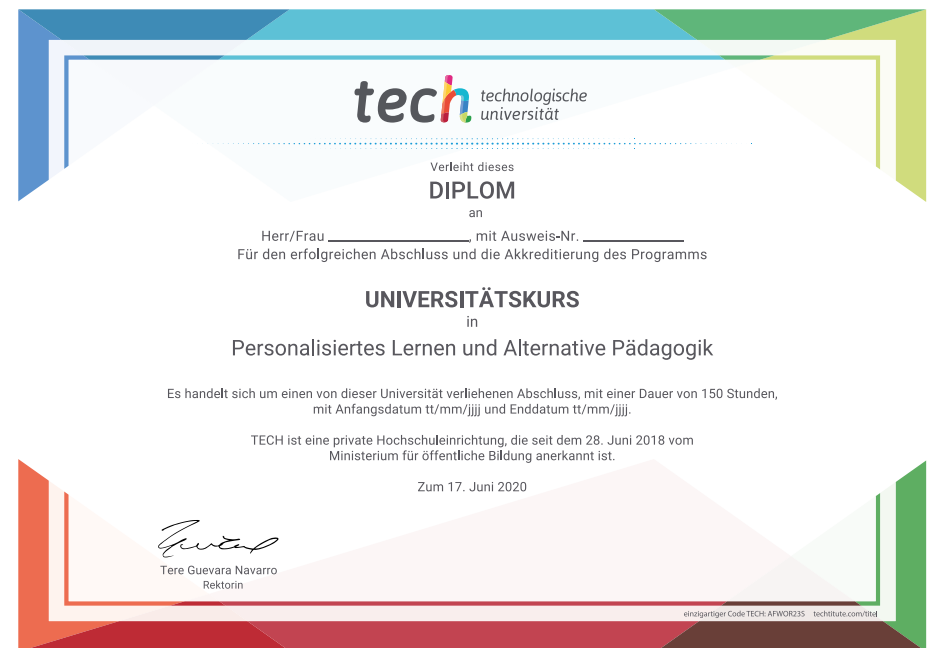 tech technologische
universität
Verleiht dieses
DIPLOM
an
Herr/Frau ____________________, mit Ausweis-Nr. ______________
Für den erfolgreichen Abschluss und die Akkreditierung des Programms
UNIVERSITÄTSKURS
in
Personalisiertes Lernen und Alternative Pädagogik
Es handelt sich um einen von dieser Universität verliehenen Abschluss, mit einer Dauer von 150 Stunden,
mit Anfangsdatum tt/mm/jjjj und Enddatum tt/mm/jjjj.
TECH ist eine private Hochschuleinrichtung, die seit dem 28. Juni 2018 vom
Ministerium für öffentliche Bildung anerkannt ist.
Zum 17. Juni 2020
Tere Guevara Navarro
Rektorin
einzigartiger Code TECH: AFWOR23S techtitute.com/titel